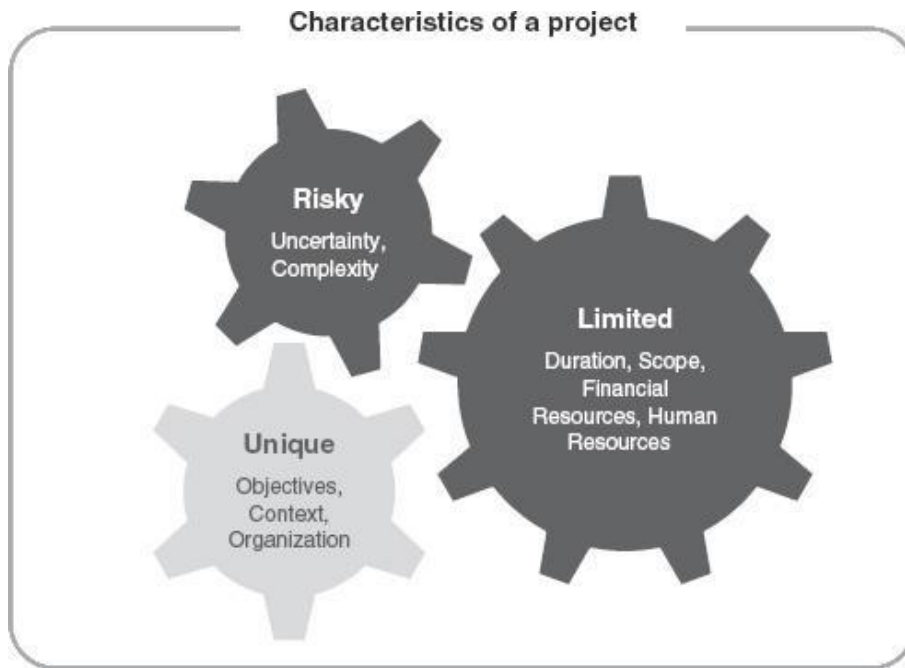 Characteristics of a project
Risky
Uncertainty,
Complexity
Limited
Duration, Scope,
Financial
Resources, Human
Resources
Unique
Objectives,
Context,
Organization